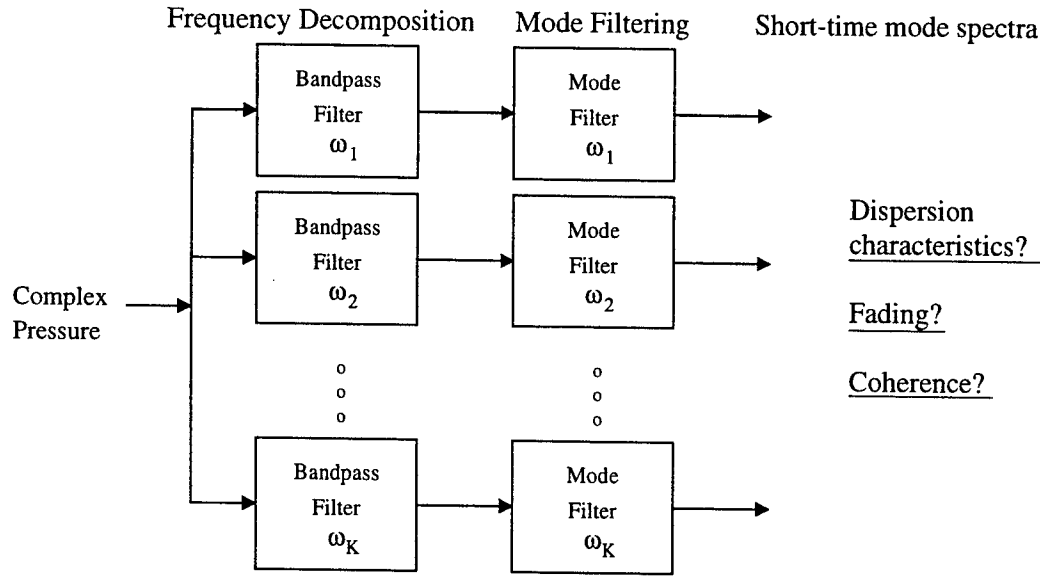 Frequency Decomposition
Mode Filtering
Short-time mode spectra
Bandpass
Filter
ω1
Mode
Filter
ω1
Bandpass
Filter
ω2
Mode
Filter
ω2
Complex
Pressure
Dispersion
characteristics?
Fading?
Coherence?
Bandpass
Filter
ωK
Mode
Filter
ωK